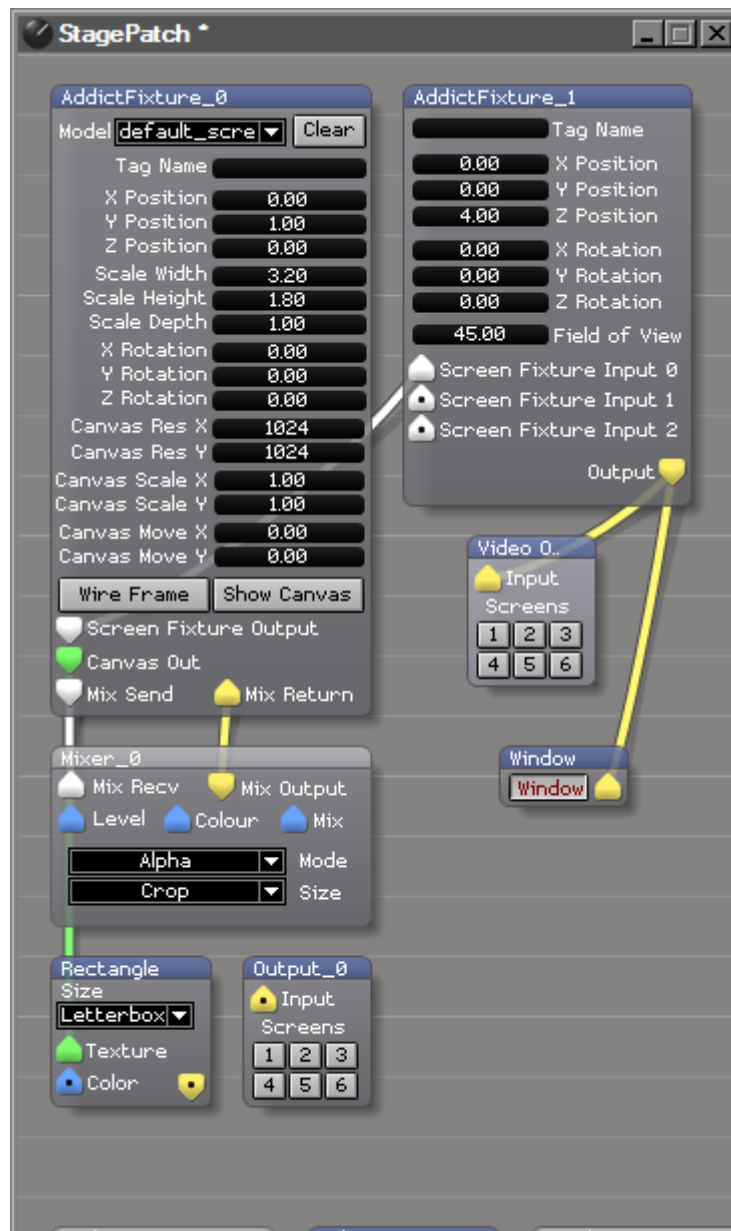 StagePatch *
AddictFixture_0
Model default_scre Clear
Tag Name
X Position 0.00
Y Position 1.00
Z Position 0.00
Scale Width 3.20
Scale Height 1.80
Scale Depth 1.00
X Rotation 0.00
Y Rotation 0.00
Z Rotation 0.00
Canvas Res X 1024
Canvas Res Y 1024
Canvas Scale X 1.00
Canvas Scale Y 1.00
Canvas Move X 0.00
Canvas Move Y 0.00
Wire Frame Show Canvas
Screen Fixture Output
Canvas Out
Mix Send Mix Return
AddictFixture_1
Tag Name
0.00 X Position
0.00 Y Position
4.00 Z Position
0.00 X Rotation
0.00 Y Rotation
0.00 Z Rotation
45.00 Field of View
Screen Fixture Input 0
Screen Fixture Input 1
Screen Fixture Input 2
Output
Video O..
Input
Screens
1 2 3
4 5 6
Window
Window
Mixer_0
Mix Recv Mix Output
Level Colour Mix
Alpha Mode
Crop Size
Rectangle
Size
Letterbox
Texture
Color
Output_0
Input
Screens
1 2 3
4 5 6